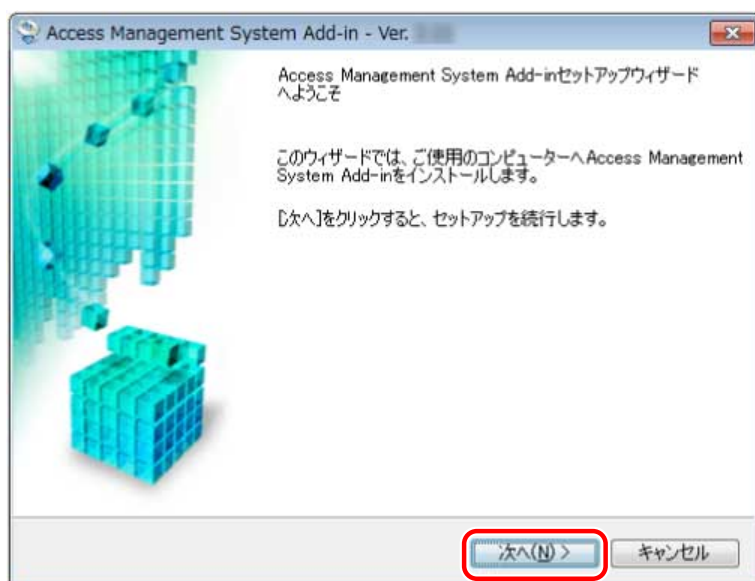 Access Management System Add-in - Ver.
Access Management System Add-inセットアップウィザード
へようこそ
このウィザードでは、ご使用のコンピューターへAccess Management
System Add-inをインストールします。
[次へ]をクリックすると、セットアップを続行します。
次へ(N) >
キャンセル